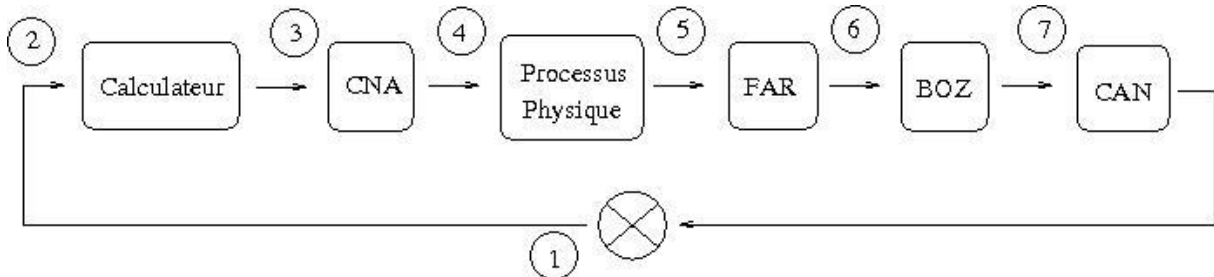 2
Calculateur
3
CNA
4
Processus
Physique
5
FAR
6
BOZ
7
CAN
1